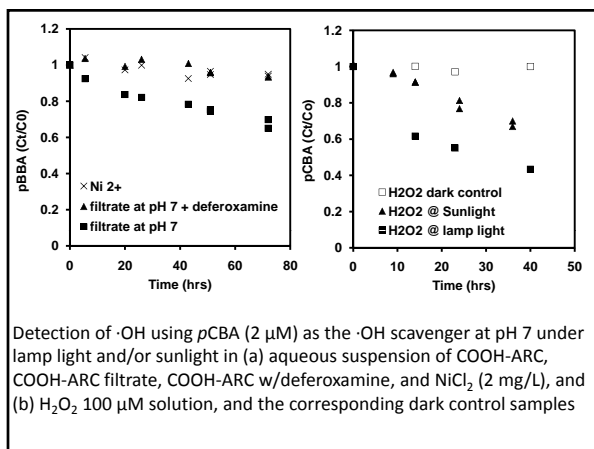 1.2
1
0.8
0.6
0.4
0.2
0
pBBA (Ct/C0)
Ni 2+
filtrate at pH 7 + deferoxamine
filtrate at pH 7
0 20 40 60 80
Time (hrs)
1.2
1
0.8
0.6
0.4
0.2
0
pCBA (Ct/Co)
H2O2 dark control
H2O2 @ Sunlight
H2O2 @ lamp light
0 10 20 30 40 50
Time (hrs)
Detection of ·OH using pCBA (2 μM) as the ·OH scavenger at pH 7 under
lamp light and/or sunlight in (a) aqueous suspension of COOH-ARC,
COOH-ARC filtrate, COOH-ARC w/deferoxamine, and NiCl₂ (2 mg/L), and
(b) H₂O₂ 100 μM solution, and the corresponding dark control samples